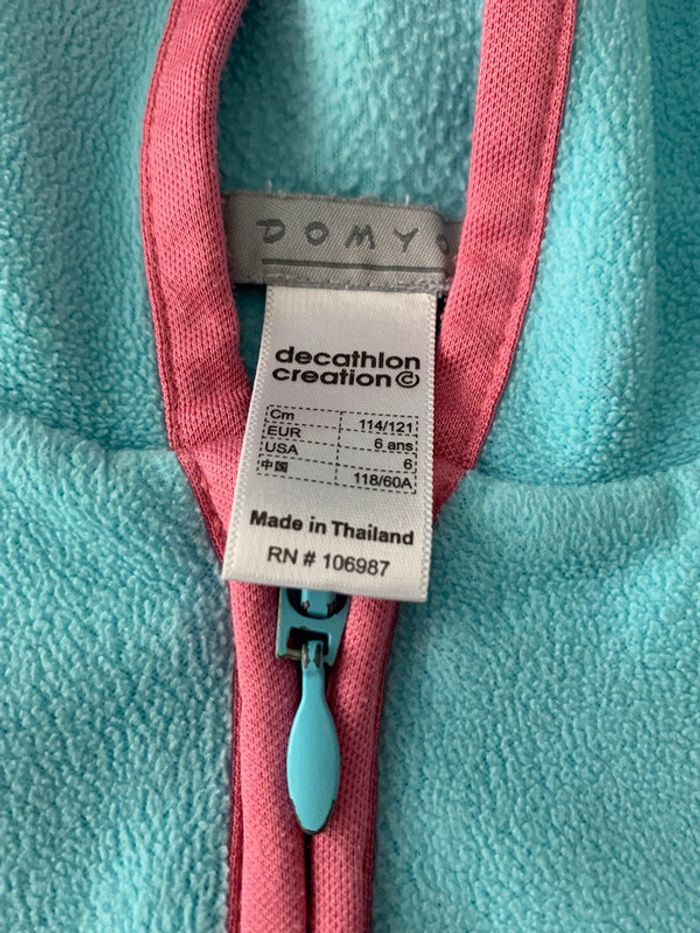 DOMYO
decathlon
creation ©
Cm 114/121
EUR 6 ans
USA 6
中国 118/60A
Made in Thailand
RN # 106987